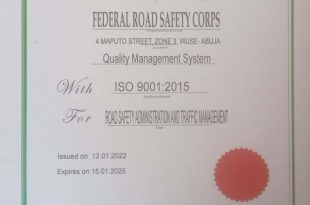 FEDERAL ROAD SAFETY CORPS
4 MAPUTO STREET, ZONE 3, WUSE- ABUJA
Quality Management System
With ISO 9001:2015
For ROAD SAFETY ADMINISTRATION AND TRAFFIC MANAGEMENT
Issued on 12.01.2022
Expires on 15.01.2025